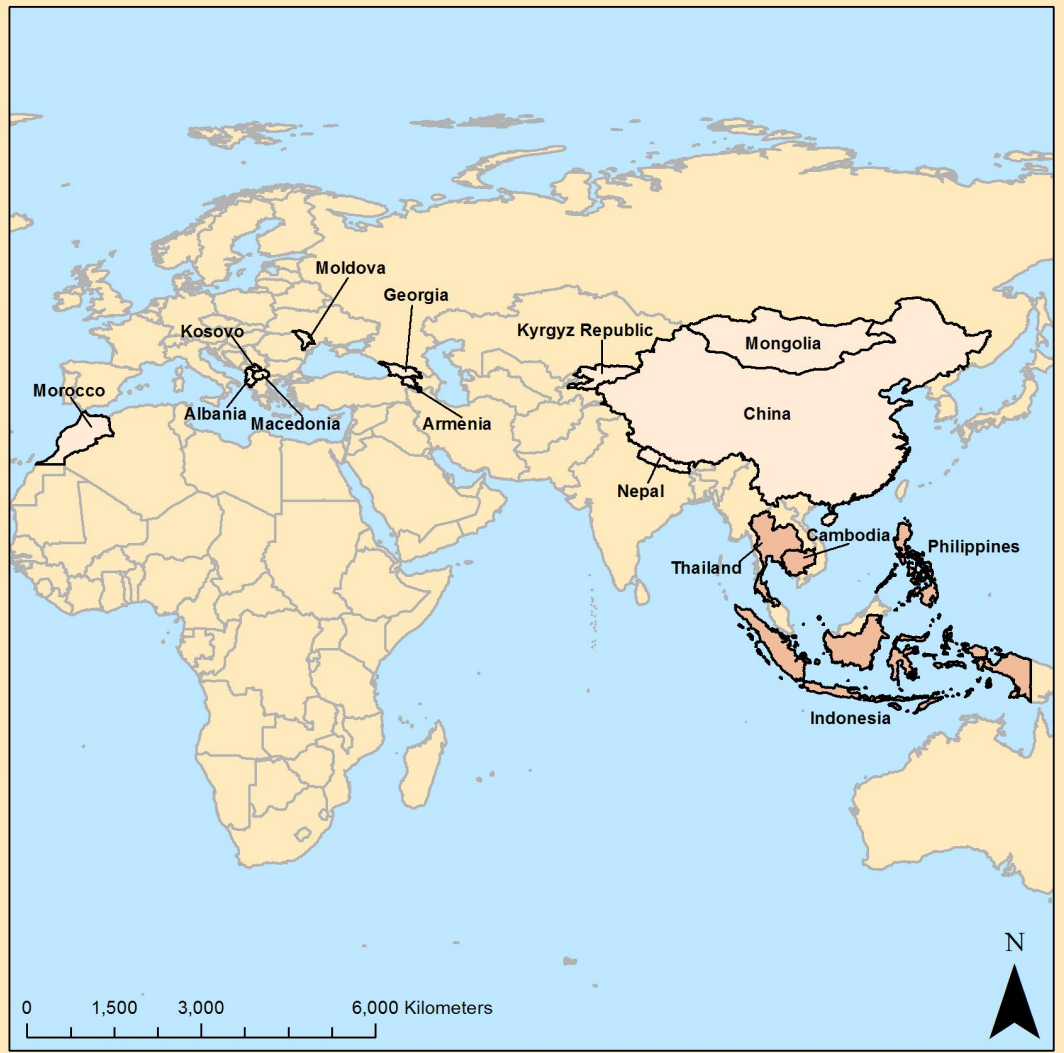 Moldova
Georgia
Kosovo
Kyrgyz Republic
Mongolia
Morocco
Albania
Macedonia
Armenia
China
Nepal
Cambodia
Philippines
Thailand
Indonesia
N
0 1,500 3,000 6,000 Kilometers